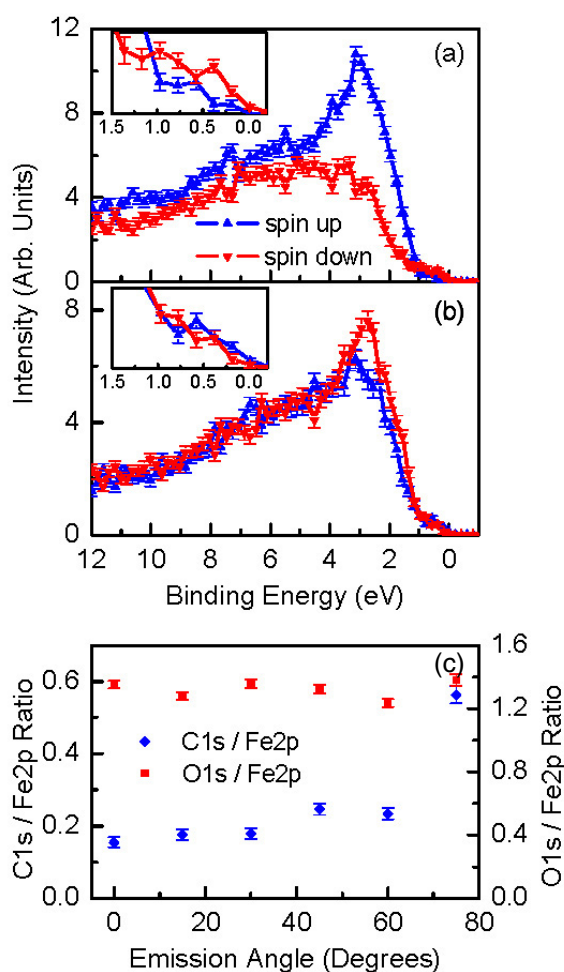 12
(a)
8
1.5 1.0 0.5 0.0
4
spin up
spin down
0
Intensity (Arb. Units)
8
(b)
1.5 1.0 0.5 0.0
4
0
12 10 8 6 4 2 0
Binding Energy (eV)
(c)
1.6
0.6
1.2
C1s / Fe2p
0.4
O1s / Fe2p
0.8
0.2
0.4
0.0
0.0
C1s / Fe2p Ratio
O1s / Fe2p Ratio
0 20 40 60 80
Emission Angle (Degrees)